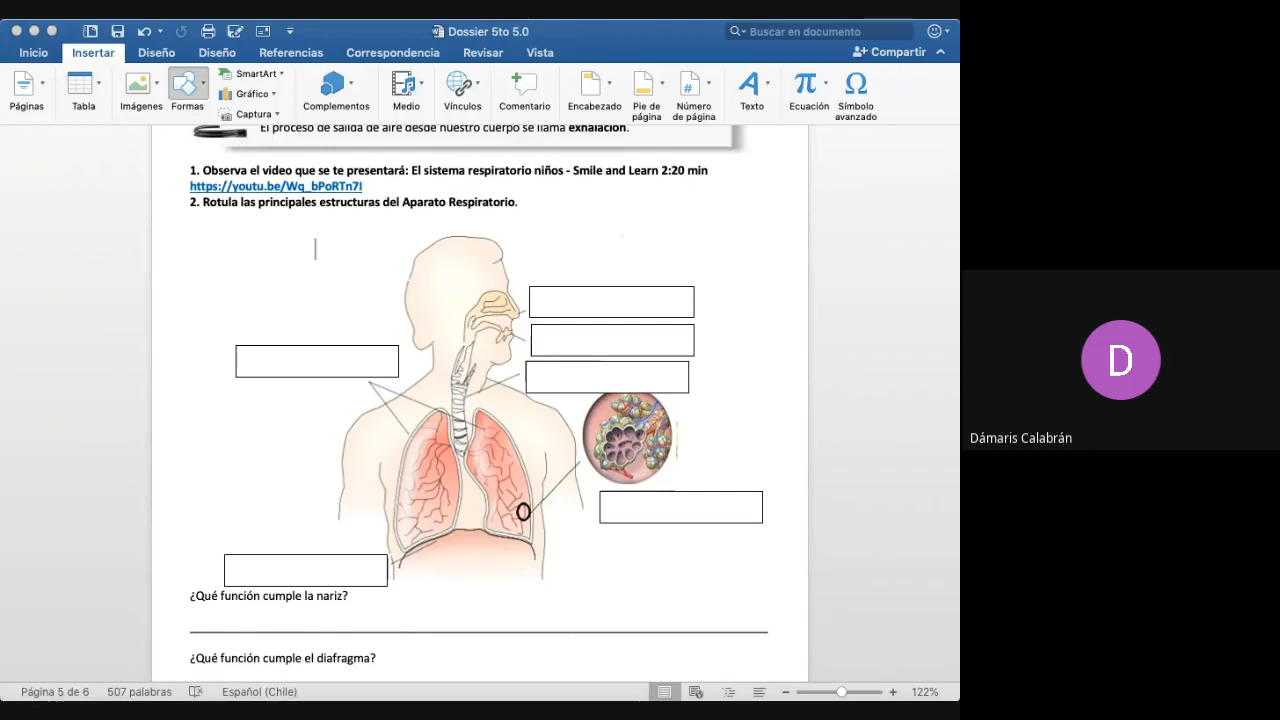 Dossier 5to 5.0
Buscar en documento
Inicio
Insertar
Diseño
Diseño
Referencias
Correspondencia
Revisar
Vista
Compartir
Páginas
Tabla
Imágenes
Formas
SmartArt
Gráfico
Captura
Complementos
Medio
Vínculos
Comentario
Encabezado
Pie de página
Número de página
Texto
Ecuación
Símbolo avanzado
El proceso de salida de aire desde nuestro cuerpo se llama exhalación.
1. Observa el video que se te presentará: El sistema respiratorio niños - Smile and Learn 2:20 min
https://youtu.be/Wq_bPoRTn7I
2. Rotula las principales estructuras del Aparato Respiratorio.
¿Qué función cumple la nariz?
¿Qué función cumple el diafragma?
Página 5 de 6
507 palabras
Español (Chile)
122%
D
Dámaris Calabrán